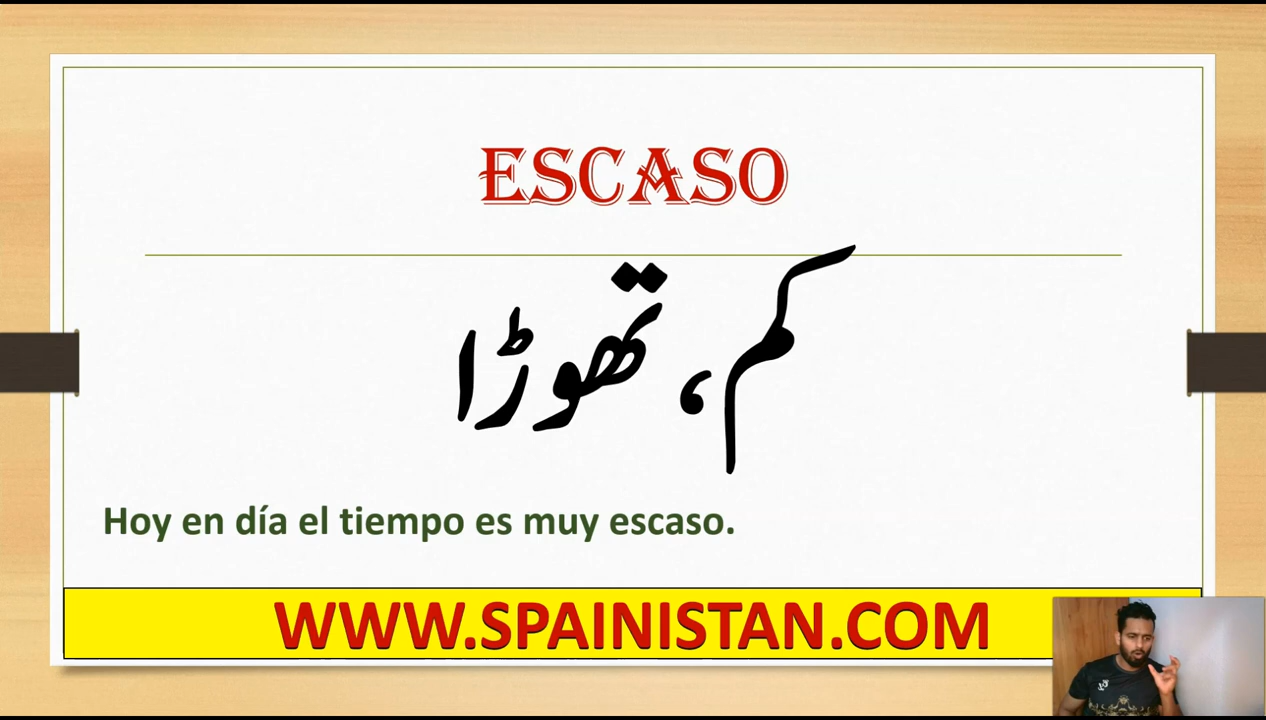 ESCASO
کم، تھوڑا
Hoy en día el tiempo es muy escaso.
WWW.SPAINISTAN.COM